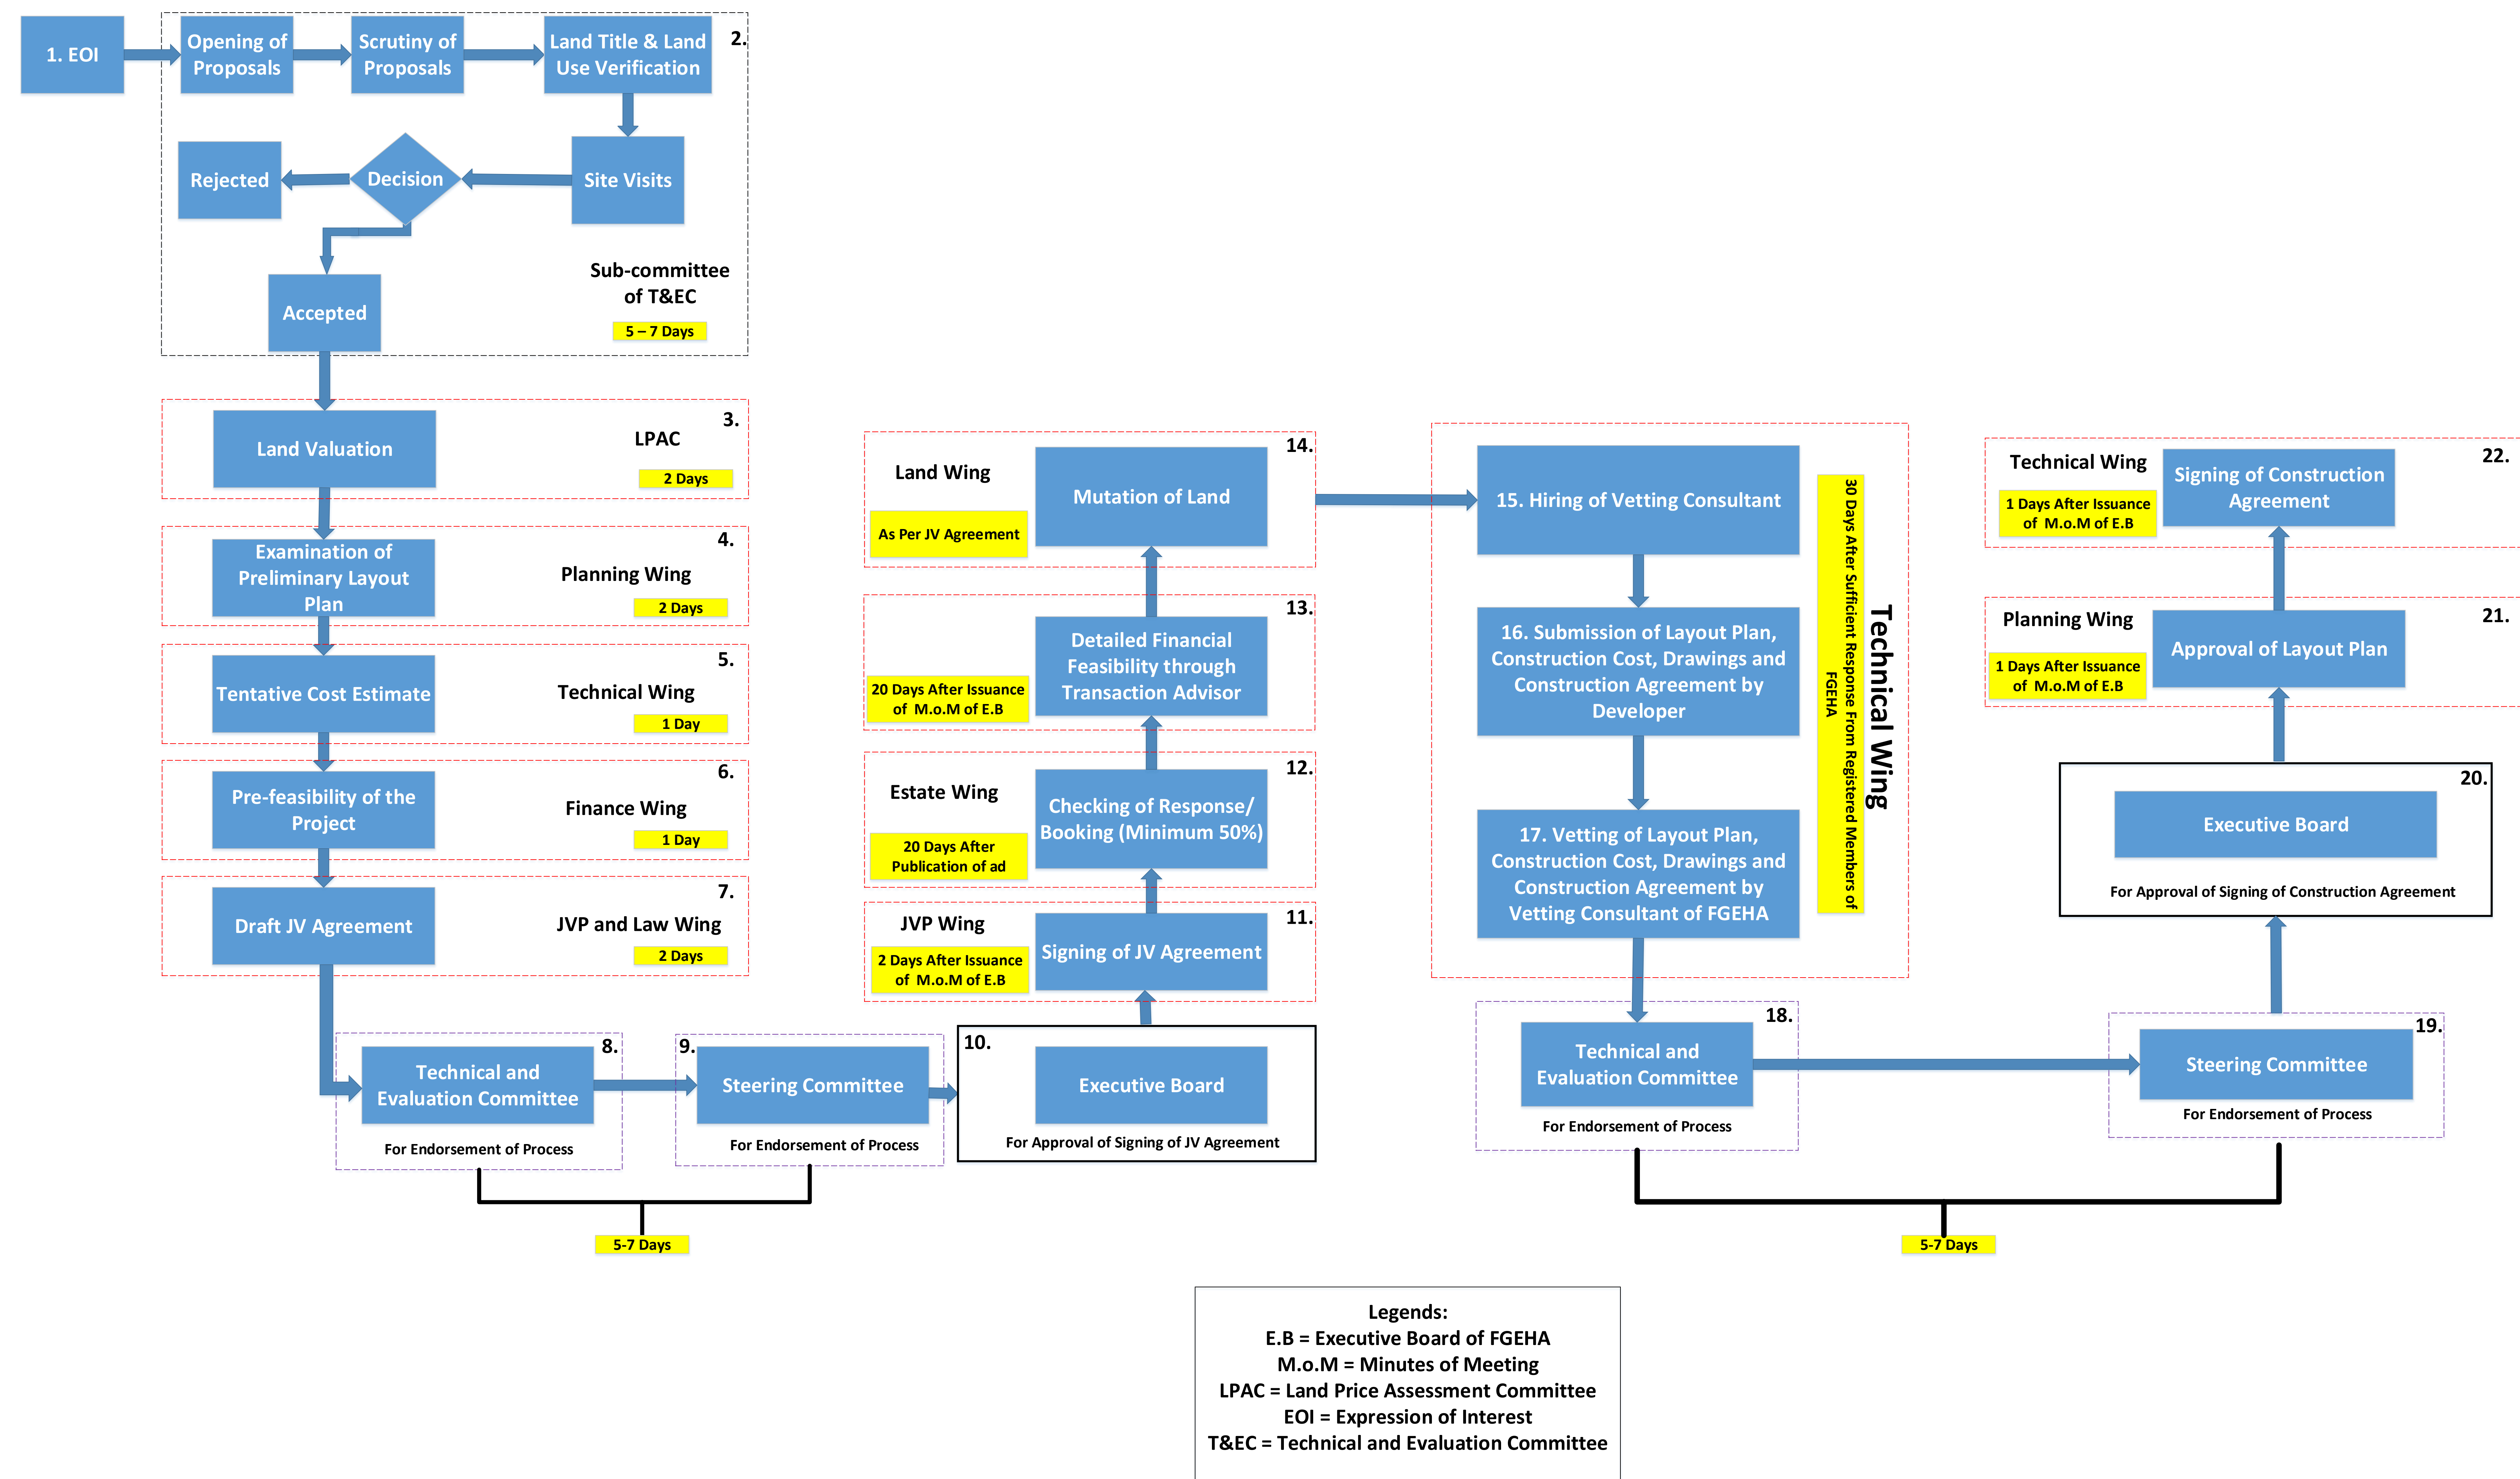 1. EOI
Opening of
Proposals
Scrutiny of
Proposals
Land Title & Land
Use Verification
2.
Rejected
Decision
Site Visits
Accepted
Sub-committee
of T&EC
5 – 7 Days
Land Valuation
3.
LPAC
2 Days
Examination of
Preliminary Layout
Plan
4.
Planning Wing
2 Days
Tentative Cost Estimate
5.
Technical Wing
1 Day
Pre-feasibility of the
Project
6.
Finance Wing
1 Day
Draft JV Agreement
7.
JVP and Law Wing
2 Days
8.
Technical and
Evaluation Committee
For Endorsement of Process
9.
Steering Committee
For Endorsement of Process
5-7 Days
10.
Executive Board
For Approval of Signing of JV Agreement
11.
JVP Wing
2 Days After Issuance
of M.o.M of E.B
Signing of JV Agreement
12.
Estate Wing
20 Days After
Publication of ad
Checking of Response/
Booking (Minimum 50%)
13.
20 Days After Issuance
of M.o.M of E.B
Detailed Financial
Feasibility through
Transaction Advisor
14.
Land Wing
As Per JV Agreement
Mutation of Land
15. Hiring of Vetting Consultant
16. Submission of Layout Plan,
Construction Cost, Drawings and
Construction Agreement by
Developer
17. Vetting of Layout Plan,
Construction Cost, Drawings and
Construction Agreement by
Vetting Consultant of FGEHA
Technical Wing
30 Days After Sufficient Response From Registered Members of
FGEHA
18.
Technical and
Evaluation Committee
For Endorsement of Process
19.
Steering Committee
For Endorsement of Process
5-7 Days
20.
Executive Board
For Approval of Signing of Construction Agreement
21.
Planning Wing
1 Days After Issuance
of M.o.M of E.B
Approval of Layout Plan
22.
Technical Wing
1 Days After Issuance
of M.o.M of E.B
Signing of Construction
Agreement
Legends:
E.B = Executive Board of FGEHA
M.o.M = Minutes of Meeting
LPAC = Land Price Assessment Committee
EOI = Expression of Interest
T&EC = Technical and Evaluation Committee